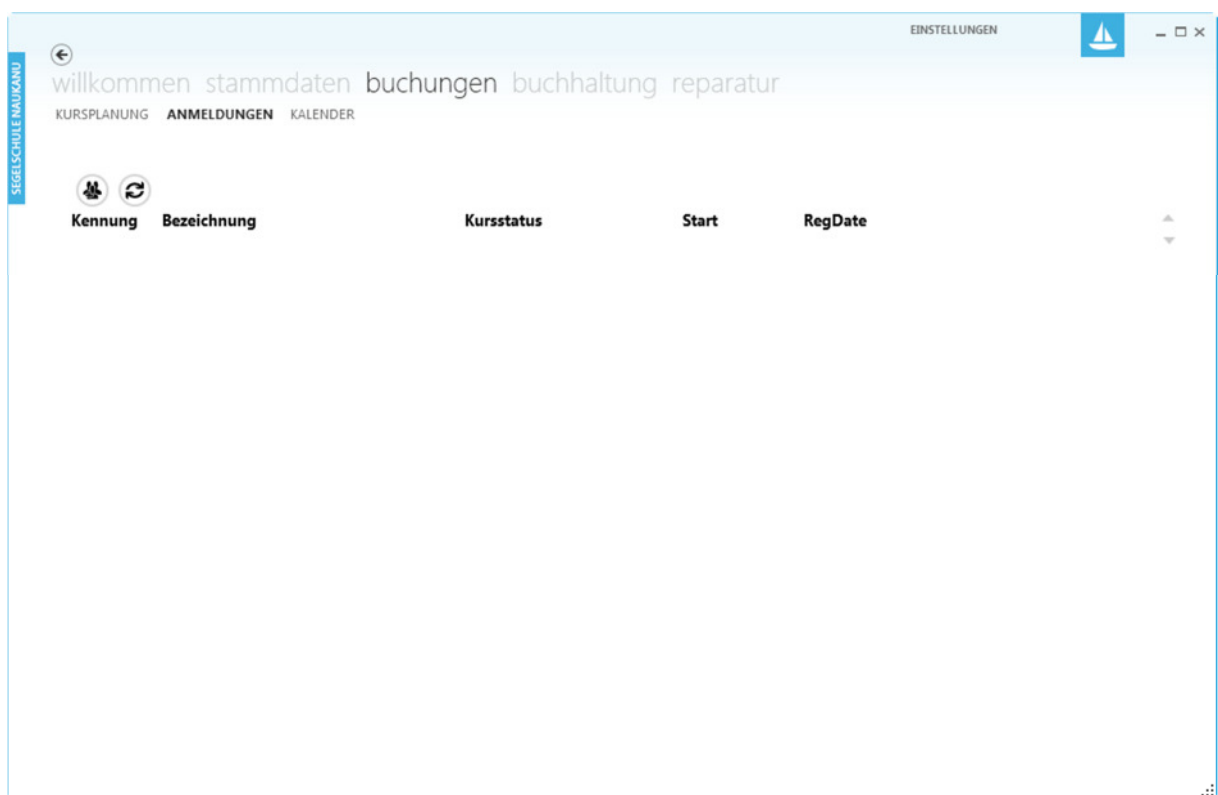 EINSTELLUNGEN
SEGELSCHULE NAUKANU
willkommen stammdaten buchungen buchhaltung reparatur
KURSPLANUNG ANMELDUNGEN KALENDER
Kennung Bezeichnung Kursstatus Start RegDate